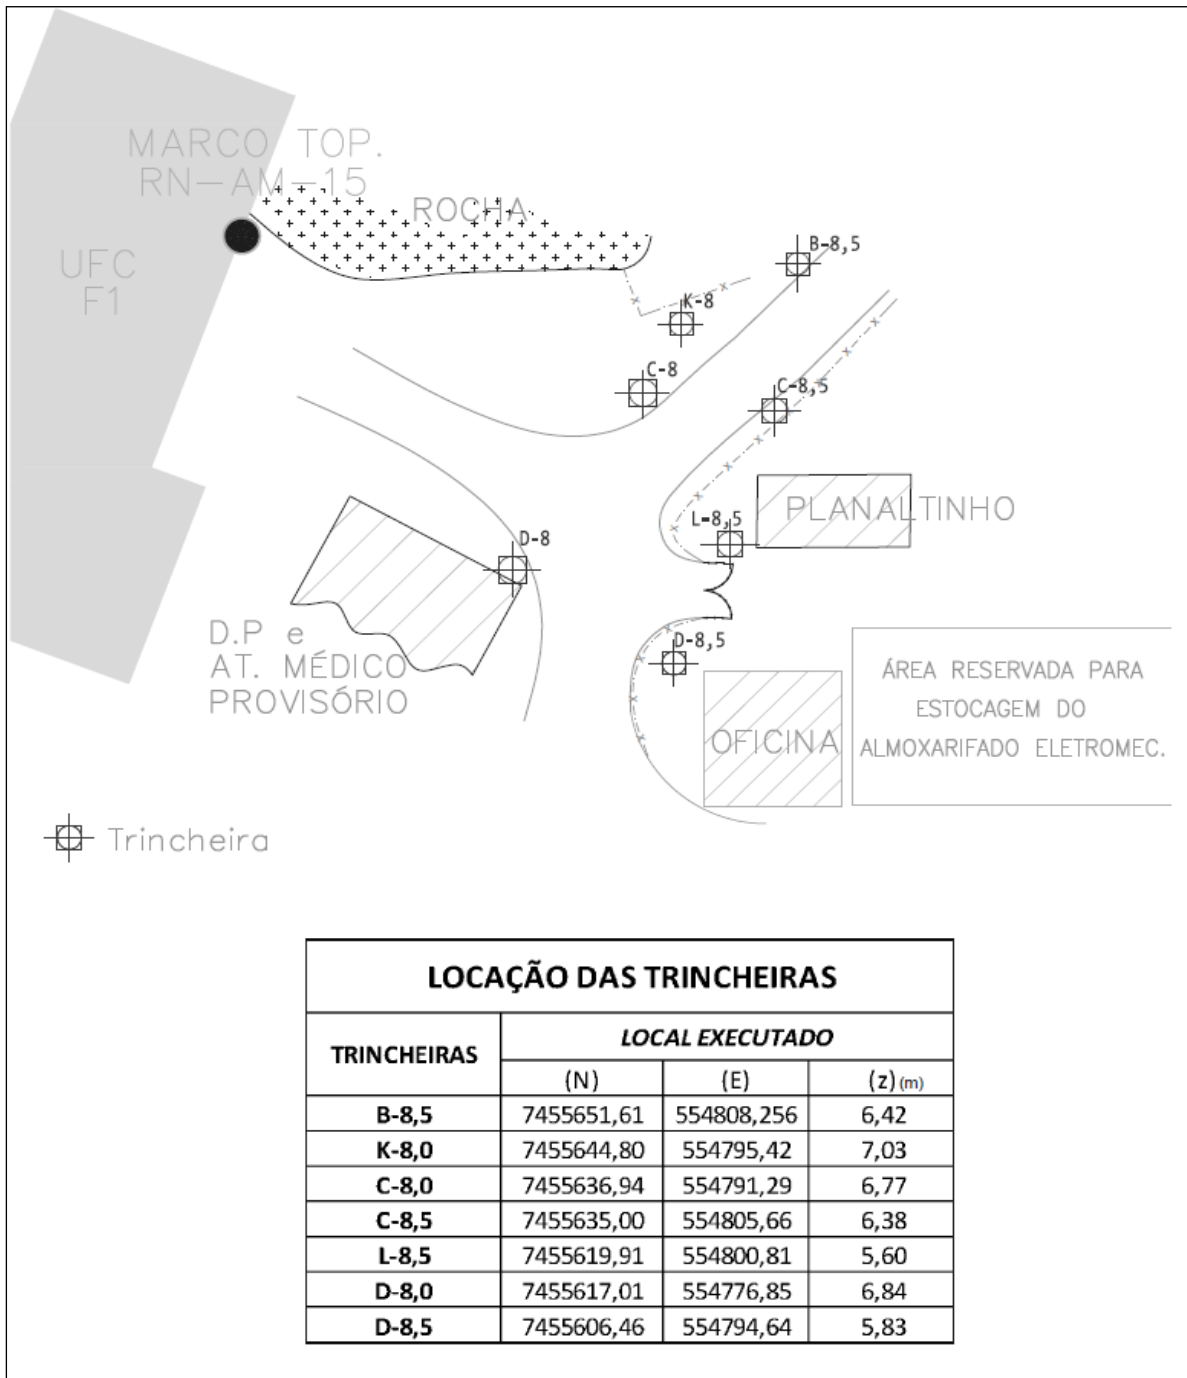 MARCO TOP.
RN-AM-15
ROCHA
UFC
F1
B-8,5
K-8
C-8
C-8,5
PLANALTINHO
L-8,5
D-8
D.P e
AT. MÉDICO
PROVISÓRIO
D-8,5
OFICINA
ÁREA RESERVADA PARA
ESTOCAGEM DO
ALMOXARIFADO ELETROMEC.
Trincheira
LOCAÇÃO DAS TRINCHEIRAS
TRINCHEIRAS LOCAL EXECUTADO
(N) (E) (z) (m)
B-8,5 7455651,61 554808,256 6,42
K-8,0 7455644,80 554795,42 7,03
C-8,0 7455636,94 554791,29 6,77
C-8,5 7455635,00 554805,66 6,38
L-8,5 7455619,91 554800,81 5,60
D-8,0 7455617,01 554776,85 6,84
D-8,5 7455606,46 554794,64 5,83